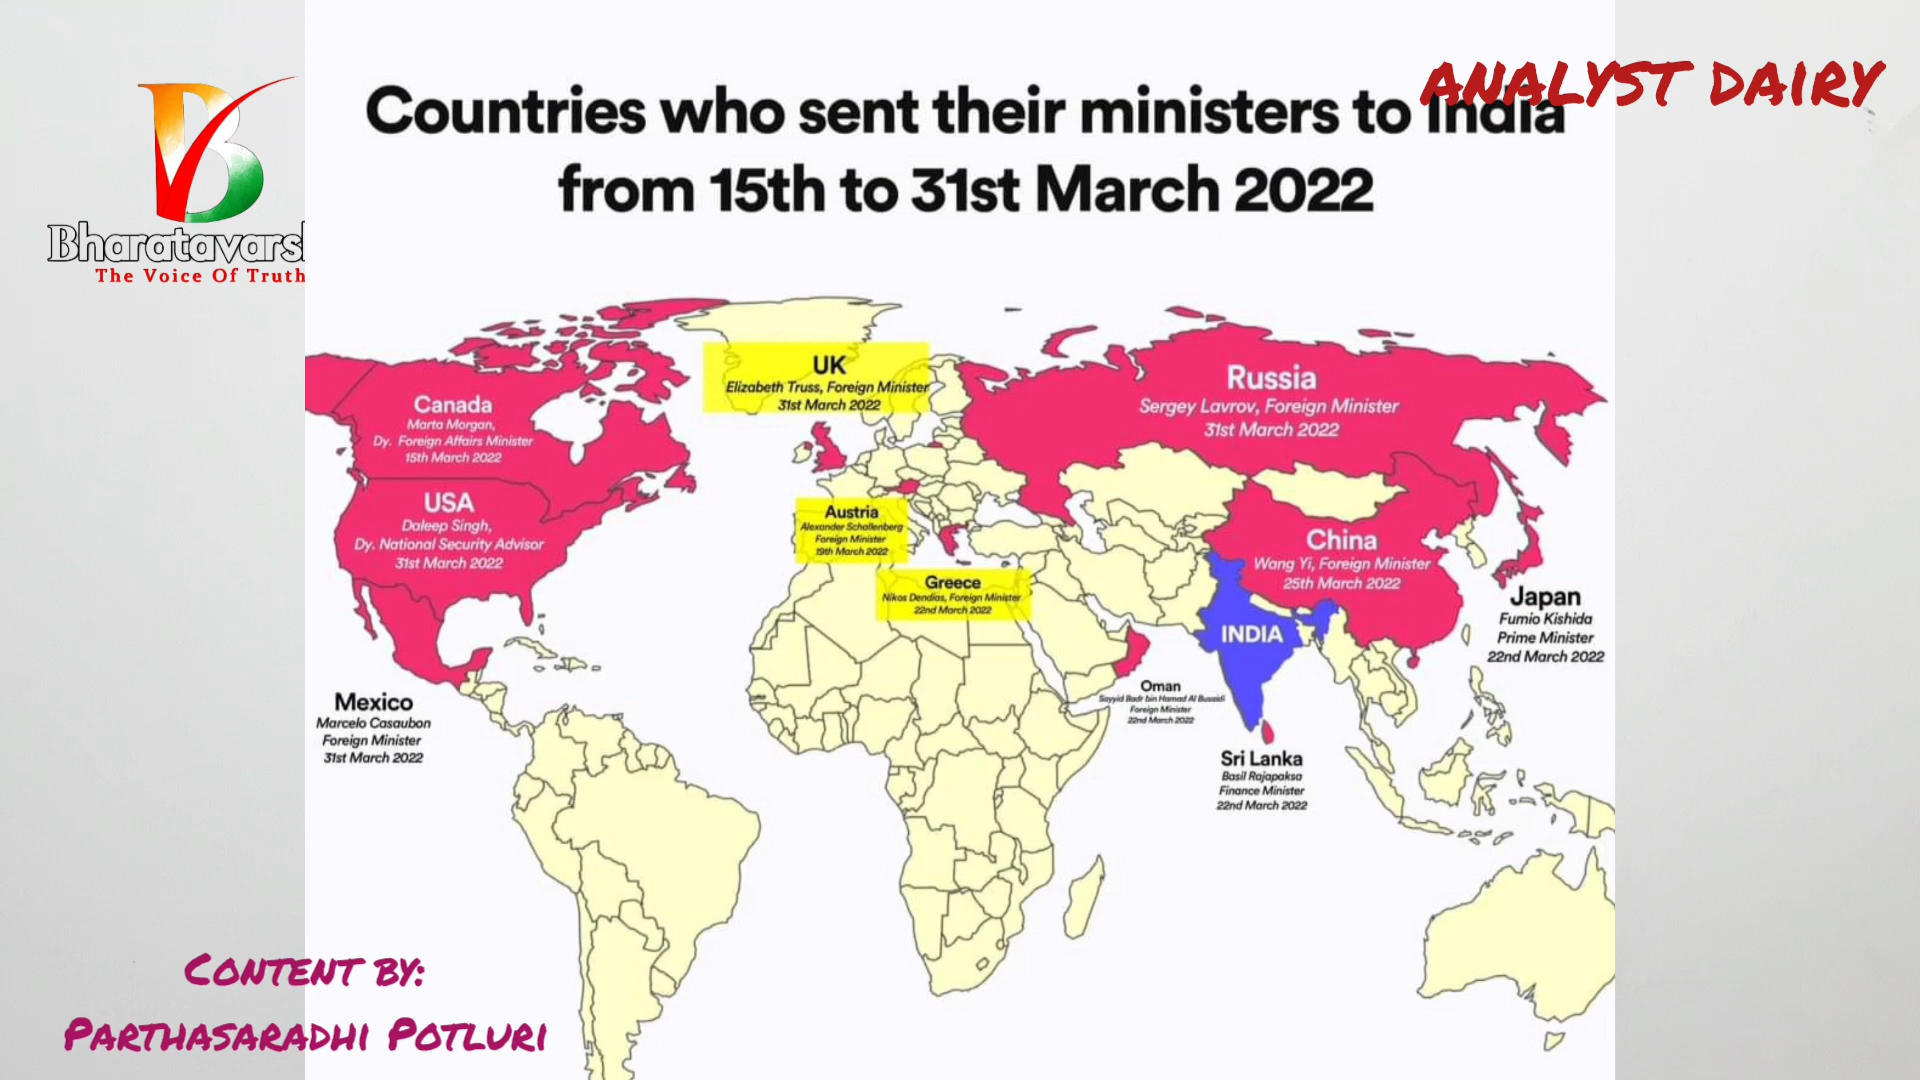 ANALYST DAIRY
Bharatavars
The Voice Of Truth
Countries who sent their ministers to India
from 15th to 31st March 2022
UK
Elizabeth Truss, Foreign Minister
31st March 2022
Russia
Sergey Lavrov, Foreign Minister
31st March 2022
Canada
Marta Morgan,
Dy. Foreign Affairs Minister
15th March 2022
USA
Daleep Singh,
Dy. National Security Advisor
31st March 2022
Austria
Alexander Schallenberg
Foreign Minister
19th March 2022
China
Wang Yi, Foreign Minister
25th March 2022
Greece
Nikos Dendias, Foreign Minister
22nd March 2022
Japan
Fumio Kishida
Prime Minister
22nd March 2022
INDIA
Mexico
Marcelo Casaubon
Foreign Minister
31st March 2022
Oman
Sayyid Badr bin Hamad Al Busaidi
Foreign Minister
22nd March 2022
Sri Lanka
Basil Rajapaksa
Finance Minister
22nd March 2022
Content by:
Parthasaradhi Potluri